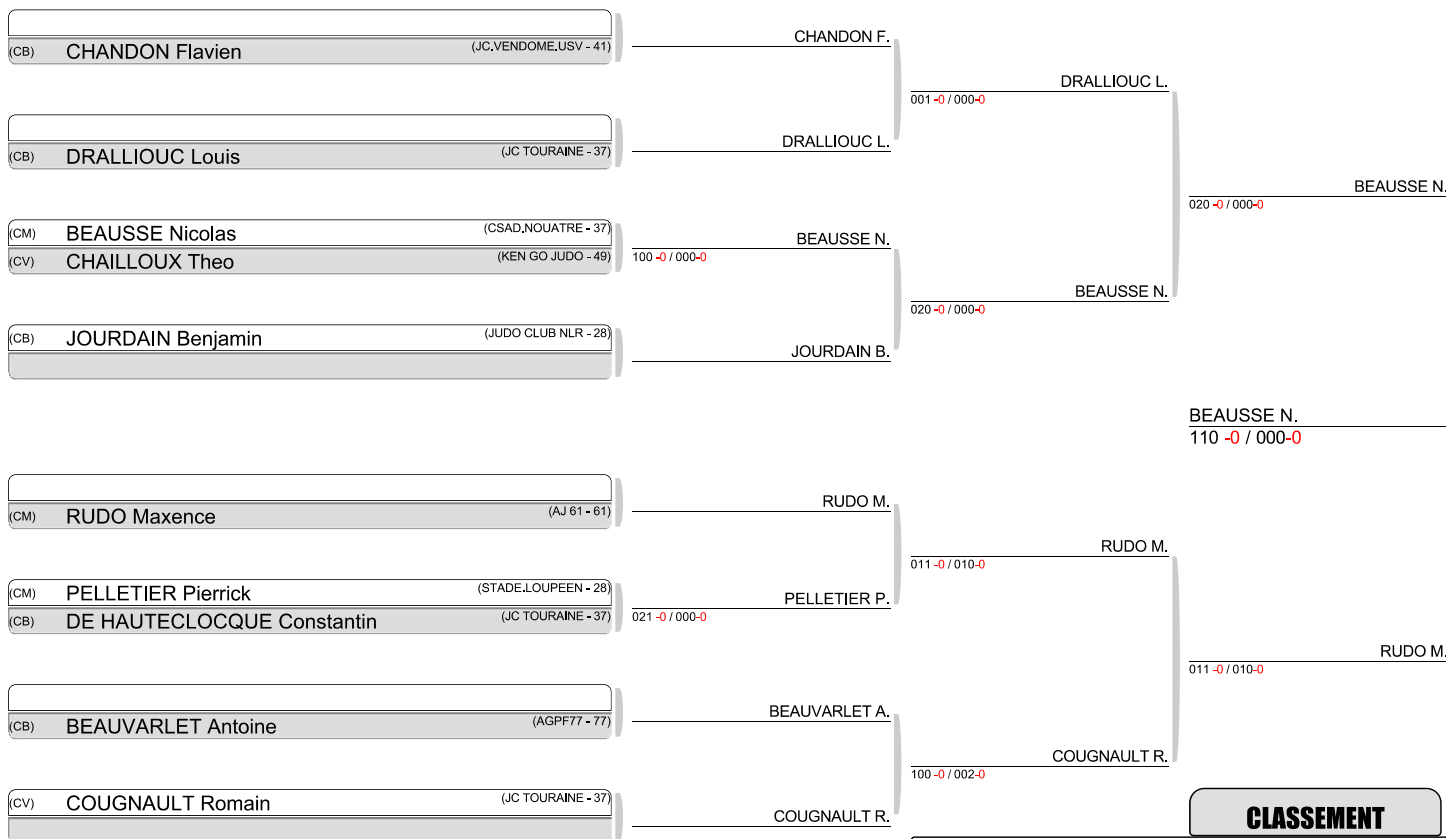 (CB) CHANDON Flavien (JC.VENDOME.USV - 41)
(CB) DRALLIOUC Louis (JC TOURAINE - 37)
(CM) BEAUSSE Nicolas (CSAD.NOUATRE - 37)
(CV) CHAILLOUX Theo (KEN GO JUDO - 49)
(CB) JOURDAIN Benjamin (JUDO CLUB NLR - 28)
(CM) RUDO Maxence (AJ 61 - 61)
(CM) PELLETIER Pierrick (STADE.LOUPEEN - 28)
(CB) DE HAUTECLOCQUE Constantin (JC TOURAINE - 37)
(CB) BEAUVARLET Antoine (AGPF77 - 77)
(CV) COUGNAULT Romain (JC TOURAINE - 37)
CHANDON F.
DRALLIOUC L.
BEAUSSE N.
100 -0 / 000-0
JOURDAIN B.
RUDO M.
PELLETIER P.
021 -0 / 000-0
BEAUVARLET A.
COUGNAULT R.
DRALLIOUC L.
001 -0 / 000-0
BEAUSSE N.
020 -0 / 000-0
RUDO M.
011 -0 / 010-0
COUGNAULT R.
100 -0 / 002-0
BEAUSSE N.
020 -0 / 000-0
BEAUSSE N.
110 -0 / 000-0
RUDO M.
011 -0 / 010-0
CLASSEMENT